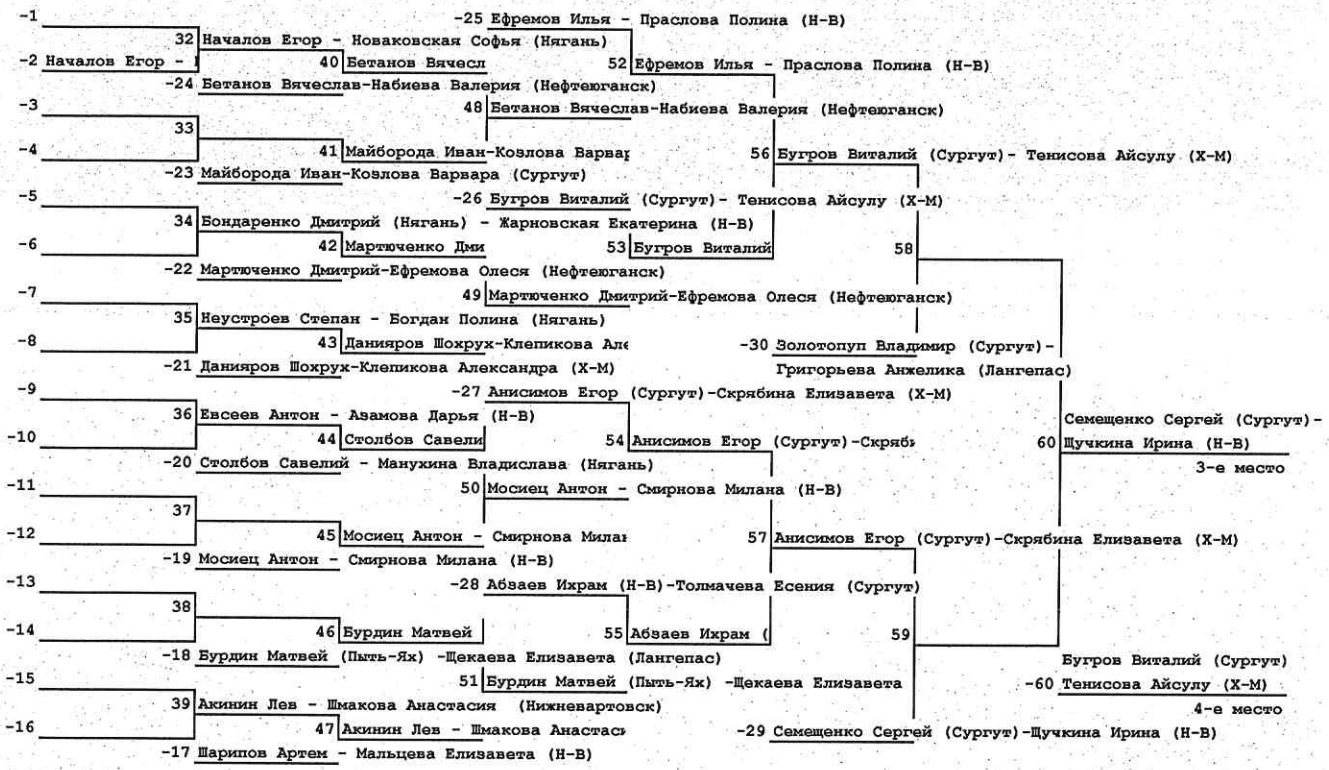 -1
-25 Ефремов Илья - Праслова Полина (Н-В)
32 Началов Егор - Новаковская Софья (Нягань)
-2 Началов Егор -
40 Бетанов Вячесл
52 Ефремов Илья - Праслова Полина (Н-В)
-24 Бетанов Вячеслав-Набиева Валерия (Нефтеюганск)
-3
48 Бетанов Вячеслав-Набиева Валерия (Нефтеюганск)
33
-4
41 Майборода Иван-Козлова Варвар
56 Бугров Виталий (Сургут)- Тенисова Айсулу (Х-М)
-23 Майборода Иван-Козлова Варвара (Сургут)
-5
-26 Бугров Виталий (Сургут)- Тенисова Айсулу (Х-М)
34 Бондаренко Дмитрий (Нягань) - Жарновская Екатерина (Н-В)
-6
42 Мартюченко Дми
53 Бугров Виталий
58
-22 Мартюченко Дмитрий-Ефремова Олеся (Нефтеюганск)
-7
49 Мартюченко Дмитрий-Ефремова Олеся (Нефтеюганск)
35 Неустроев Степан - Богдан Полина (Нягань)
-8
43 Данияров Шохрух-Клепикова Але
-30 Золотопуп Владимир (Сургут)-
-21 Данияров Шохрух-Клепикова Александра (Х-М)
Григорьева Анжелика (Лангепас)
-9
-27 Анисимов Егор (Сургут)-Скрябина Елизавета (Х-М)
36 Евсеев Антон - Азамова Дарья (Н-В)
Семещенко Сергей (Сургут)-
-10
44 Столбов Савели
54 Анисимов Егор (Сургут)-Скряб
60 Щучкина Ирина (Н-В)
-20 Столбов Савелий - Манухина Владислава (Нягань)
3-е место
-11
50 Мосиец Антон - Смирнова Милана (Н-В)
37
-12
45 Мосиец Антон - Смирнова Милан
57 Анисимов Егор (Сургут)-Скрябина Елизавета (Х-М)
-19 Мосиец Антон - Смирнова Милана (Н-В)
-13
-28 Абзаев Ихрам (Н-В)-Толмачева Есения (Сургут)
38
-14
46 Бурдин Матвей
55 Абзаев Ихрам (
59
-18 Бурдин Матвей (Пыть-Ях) -Щекаева Елизавета (Лангепас)
Бугров Виталий (Сургут)
-15
51 Бурдин Матвей (Пыть-Ях) -Щекаева Елизавета
-60 Тенисова Айсулу (Х-М)
39 Акинин Лев - Шмакова Анастасия (Нижневартовск)
4-е место
-16
47 Акинин Лев - Шмакова Анастас
-29 Семещенко Сергей (Сургут)-Щучкина Ирина (Н-В)
-17 Шарипов Артем - Мальцева Елизавета (Н-В)